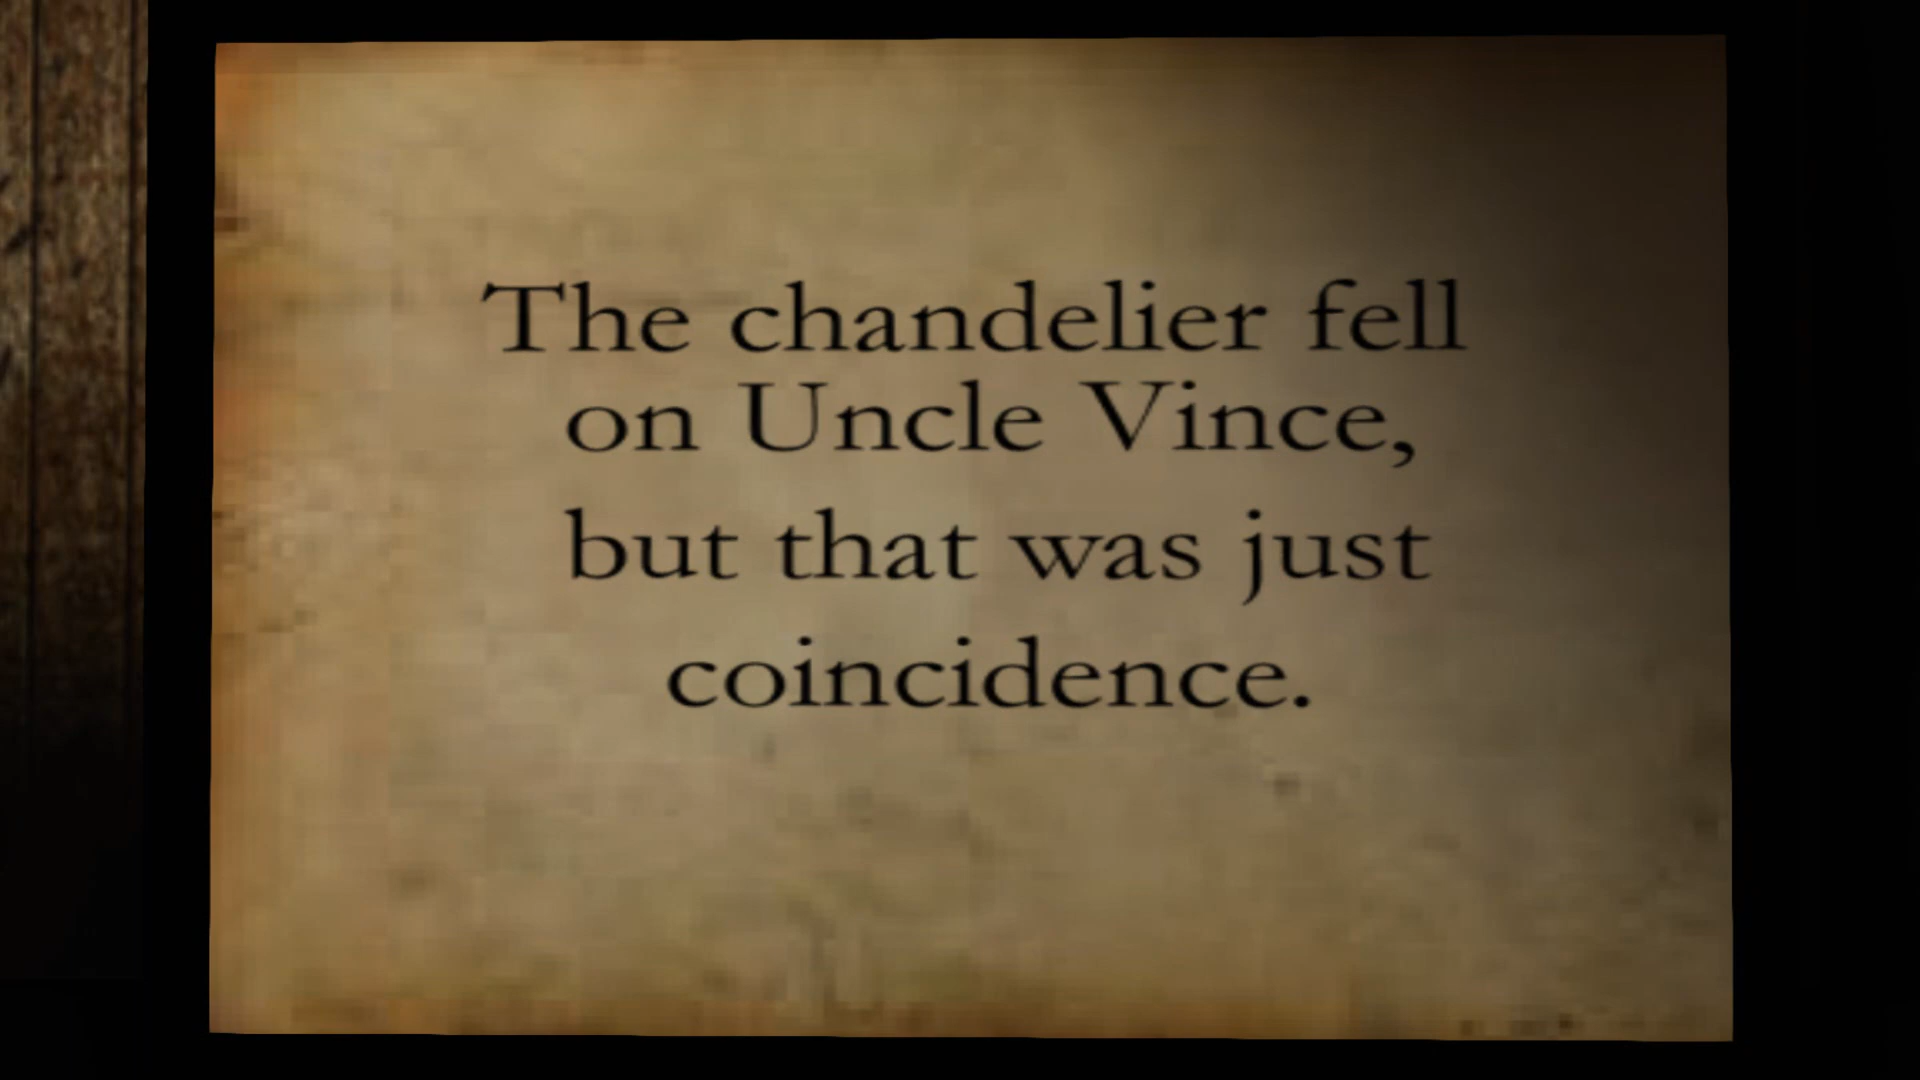 The chandelier fell
on Uncle Vince,
but that was just
coincidence.